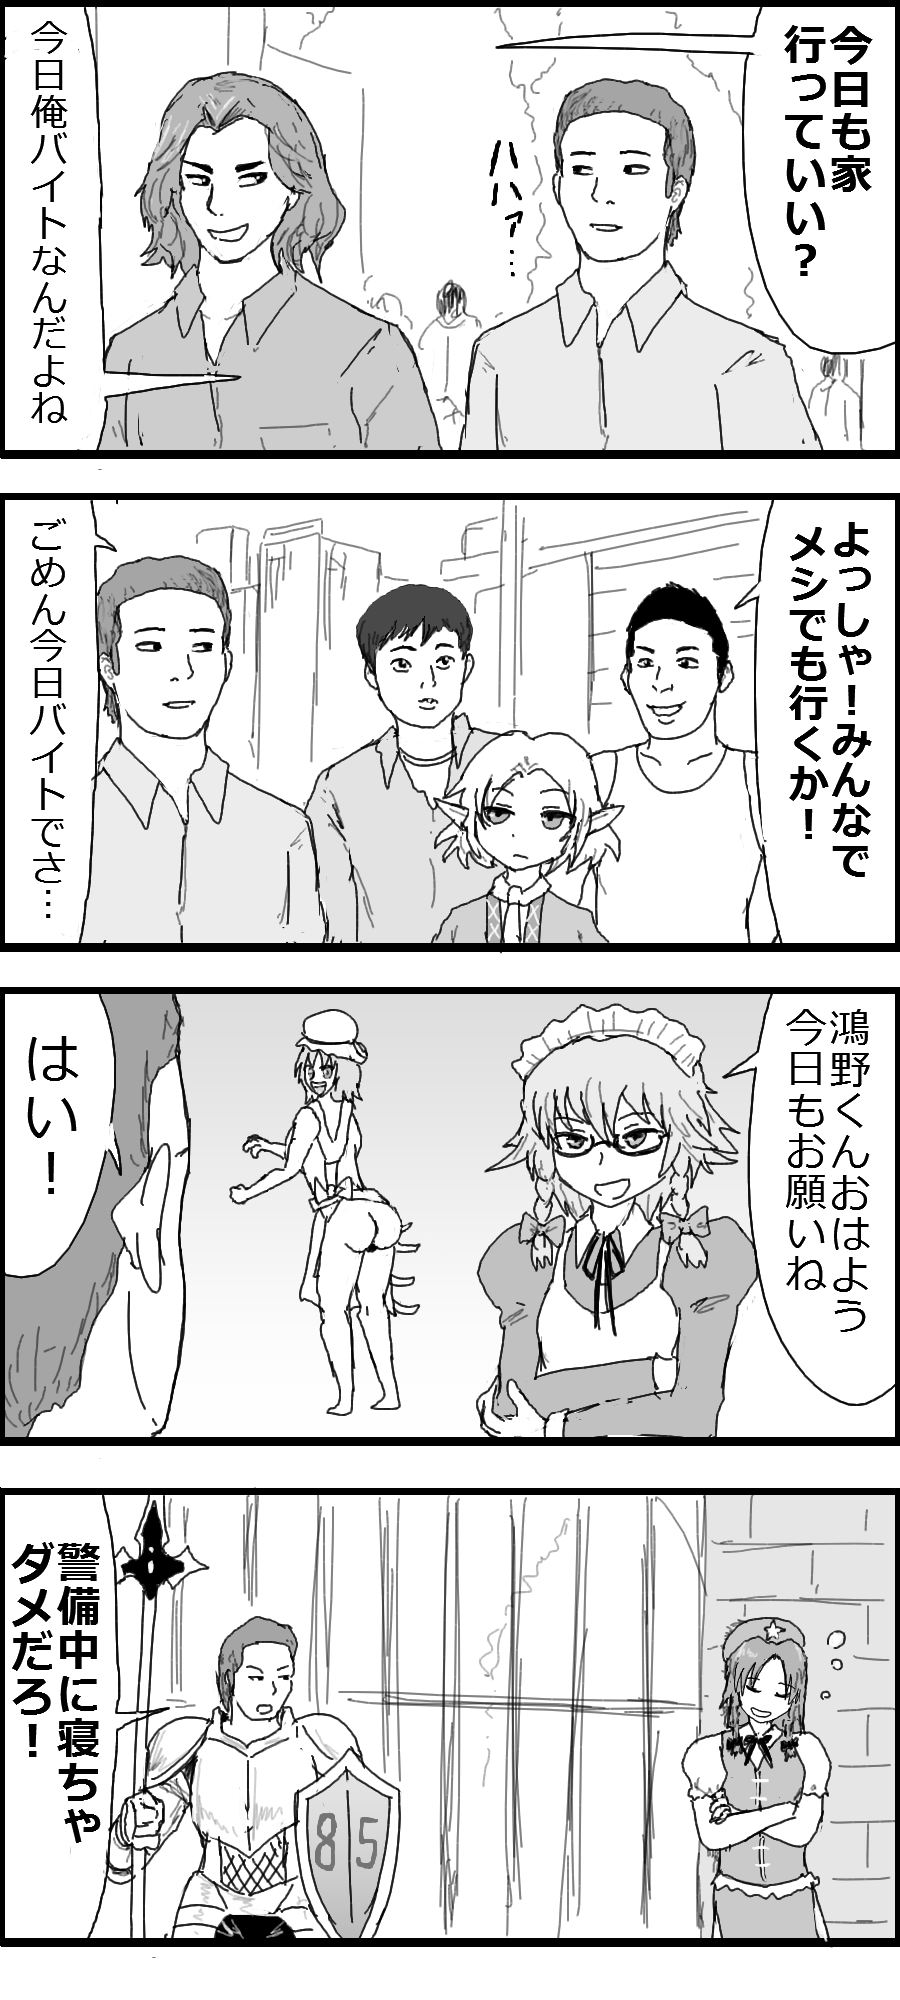 今日も家
行っていい？
ハハァ…
今日俺バイトなんだよね
よっしゃ！みんなで
メシでも行くか！
ごめん今日バイトでさ…
鴻野くんおはよう
今日もお願いね
はい！
警備中に寝ちゃ
ダメだろ！
85